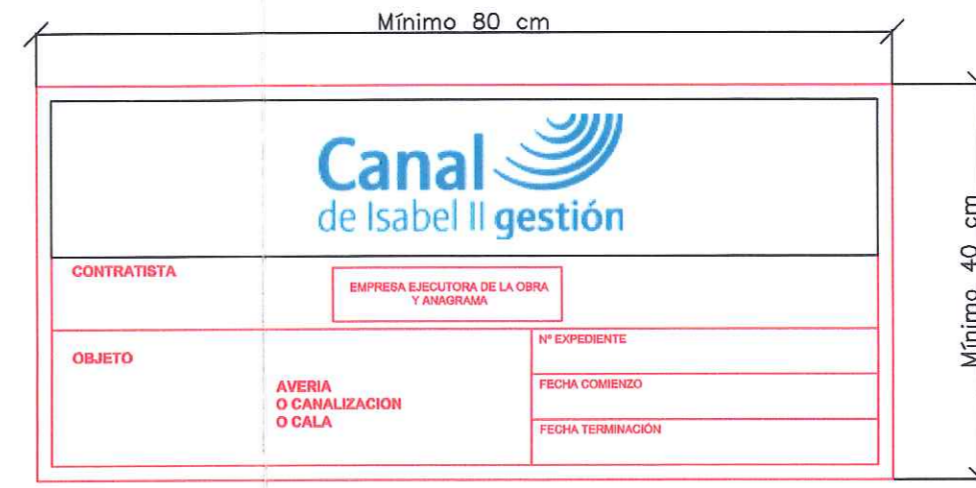 Mínimo 80 cm
Canal
de Isabel II gestión
Mínimo 40 cm
CONTRATISTA
EMPRESA EJECUTORA DE LA OBRA
Y ANAGRAMA
OBJETO
AVERIA
O CANALIZACION
O CALA
Nº EXPEDIENTE
FECHA COMIENZO
FECHA TERMINACIÓN